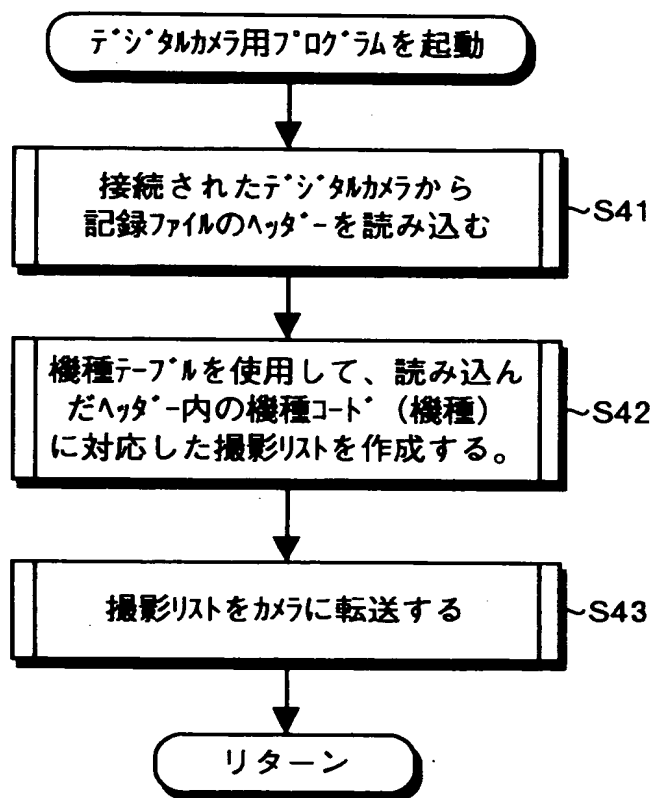 ﾃﾞｼﾞﾀﾙｶﾒﾗ用ﾌﾟﾛｸﾞﾗﾑを起動
接続されたﾃﾞｼﾞﾀﾙｶﾒﾗから
記録ﾌｧｲﾙのﾍｯﾀﾞｰを読み込む
S41
機種ﾃｰﾌﾞﾙを使用して、読み込ん
だﾍｯﾀﾞｰ内の機種ｺｰﾄﾞ（機種）
に対応した撮影ﾘｽﾄを作成する。
S42
撮影ﾘｽﾄをｶﾒﾗに転送する
S43
リターン